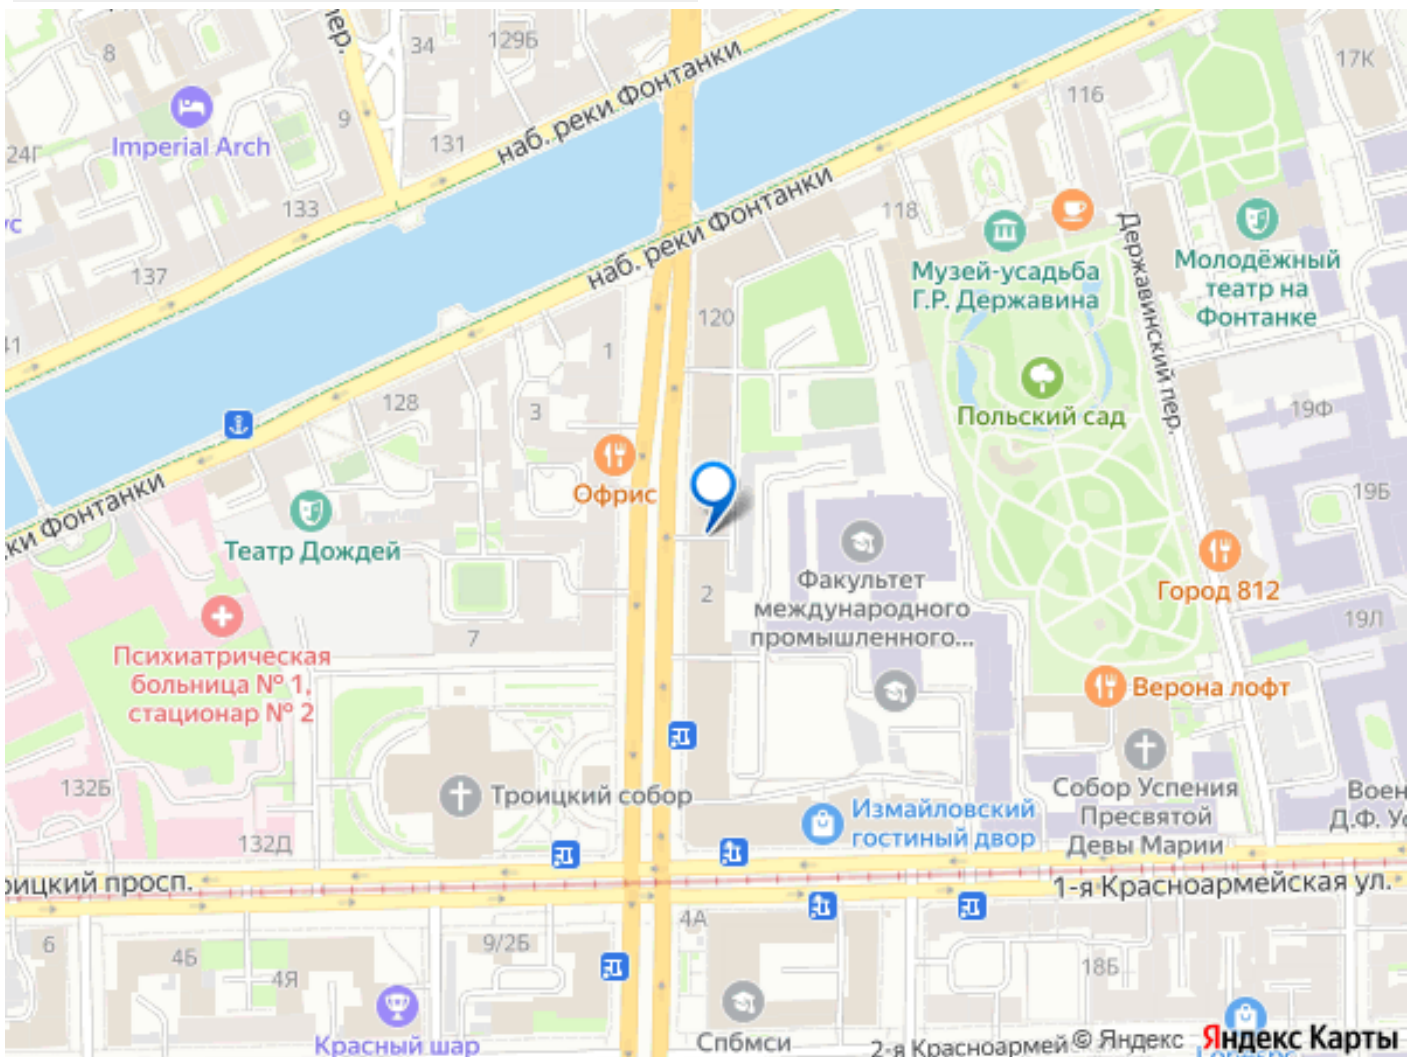 8
34
129Б
17К
пер.
наб. реки Фонтанки
116
Imperial Arch
9
131
24Г
133
118
Державинский пер.
наб. реки Фонтанки
Музей-усадьба
Г.Р. Державина
Молодёжный
театр на
Фонтанке
137
120
41
1
128
3
Польский сад
19Ф
Офрис
19Б
ки Фонтанки
Театр Дождей
Факультет
международного
промышленного...
Город 812
2
19Л
7
Психиатрическая
больница № 1,
стационар № 2
Верона лофт
132Б
Троицкий собор
Измайловский
гостиный двор
Собор Успения
Пресвятой
Девы Марии
Воен
Д.Ф. Ус
132Д
оицкий просп.
1-я Красноармейская ул.
4А
6
4Б
4Я
9/2Б
18Б
Красный шар
Спбмси
2-я Красноармей
© Яндекс
Яндекс Карты